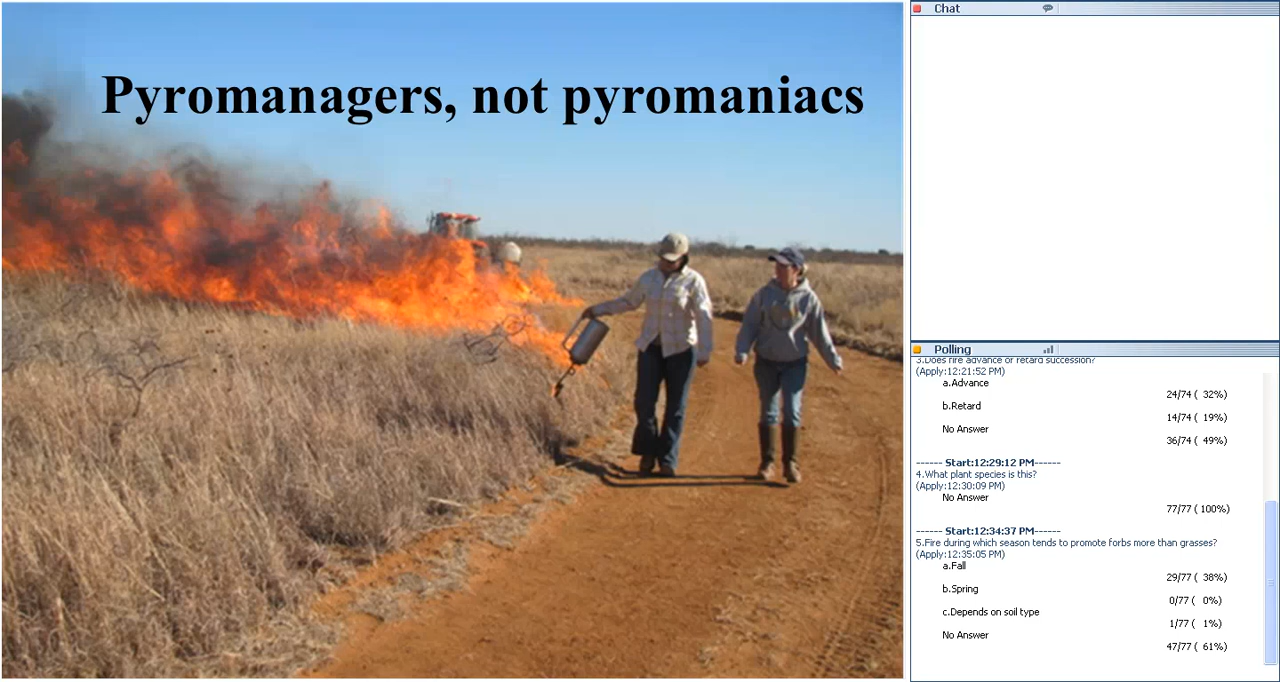 Pyromanagers, not pyromaniacs
Chat
Polling
3.Does fire advance or retard succession?
(Apply:12:21:52 PM)
a.Advance
24/74 ( 32%)
b.Retard
14/74 ( 19%)
No Answer
36/74 ( 49%)
------ Start:12:29:12 PM------
4.What plant species is this?
(Apply:12:30:09 PM)
No Answer
77/77 ( 100%)
------ Start:12:34:37 PM------
5.Fire during which season tends to promote forbs more than grasses?
(Apply:12:35:05 PM)
a.Fall
29/77 ( 38%)
b.Spring
0/77 ( 0%)
c.Depends on soil type
1/77 ( 1%)
No Answer
47/77 ( 61%)